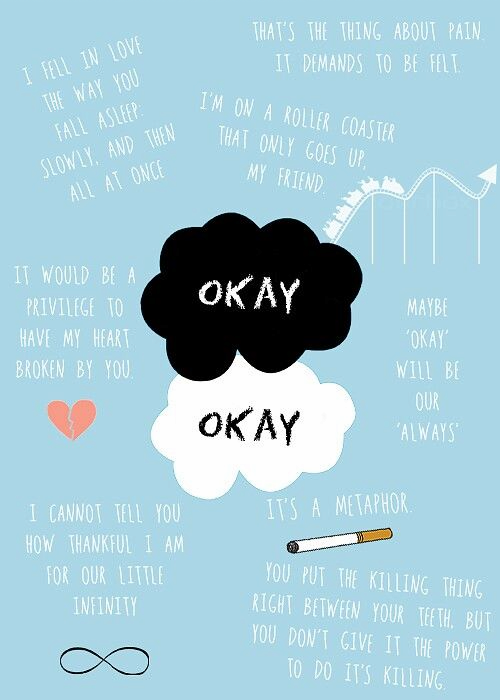 THAT'S THE THING ABOUT PAIN.
IT DEMANDS TO BE FELT.
I FELL IN LOVE
THE WAY YOU
FALL ASLEEP:
SLOWLY, AND THEN
ALL AT ONCE
I'M ON A ROLLER COASTER
THAT ONLY GOES UP,
MY FRIEND.
IT WOULD BE A
PRIVILEGE TO
HAVE MY HEART
BROKEN BY YOU.
OKAY
OKAY
MAYBE
'OKAY'
WILL BE
OUR
'ALWAYS'
I CANNOT TELL YOU
HOW THANKFUL I AM
FOR OUR LITTLE
INFINITY
IT'S A METAPHOR.
YOU PUT THE KILLING THING
RIGHT BETWEEN YOUR TEETH, BUT
YOU DON'T GIVE IT THE POWER
TO DO IT'S KILLING.